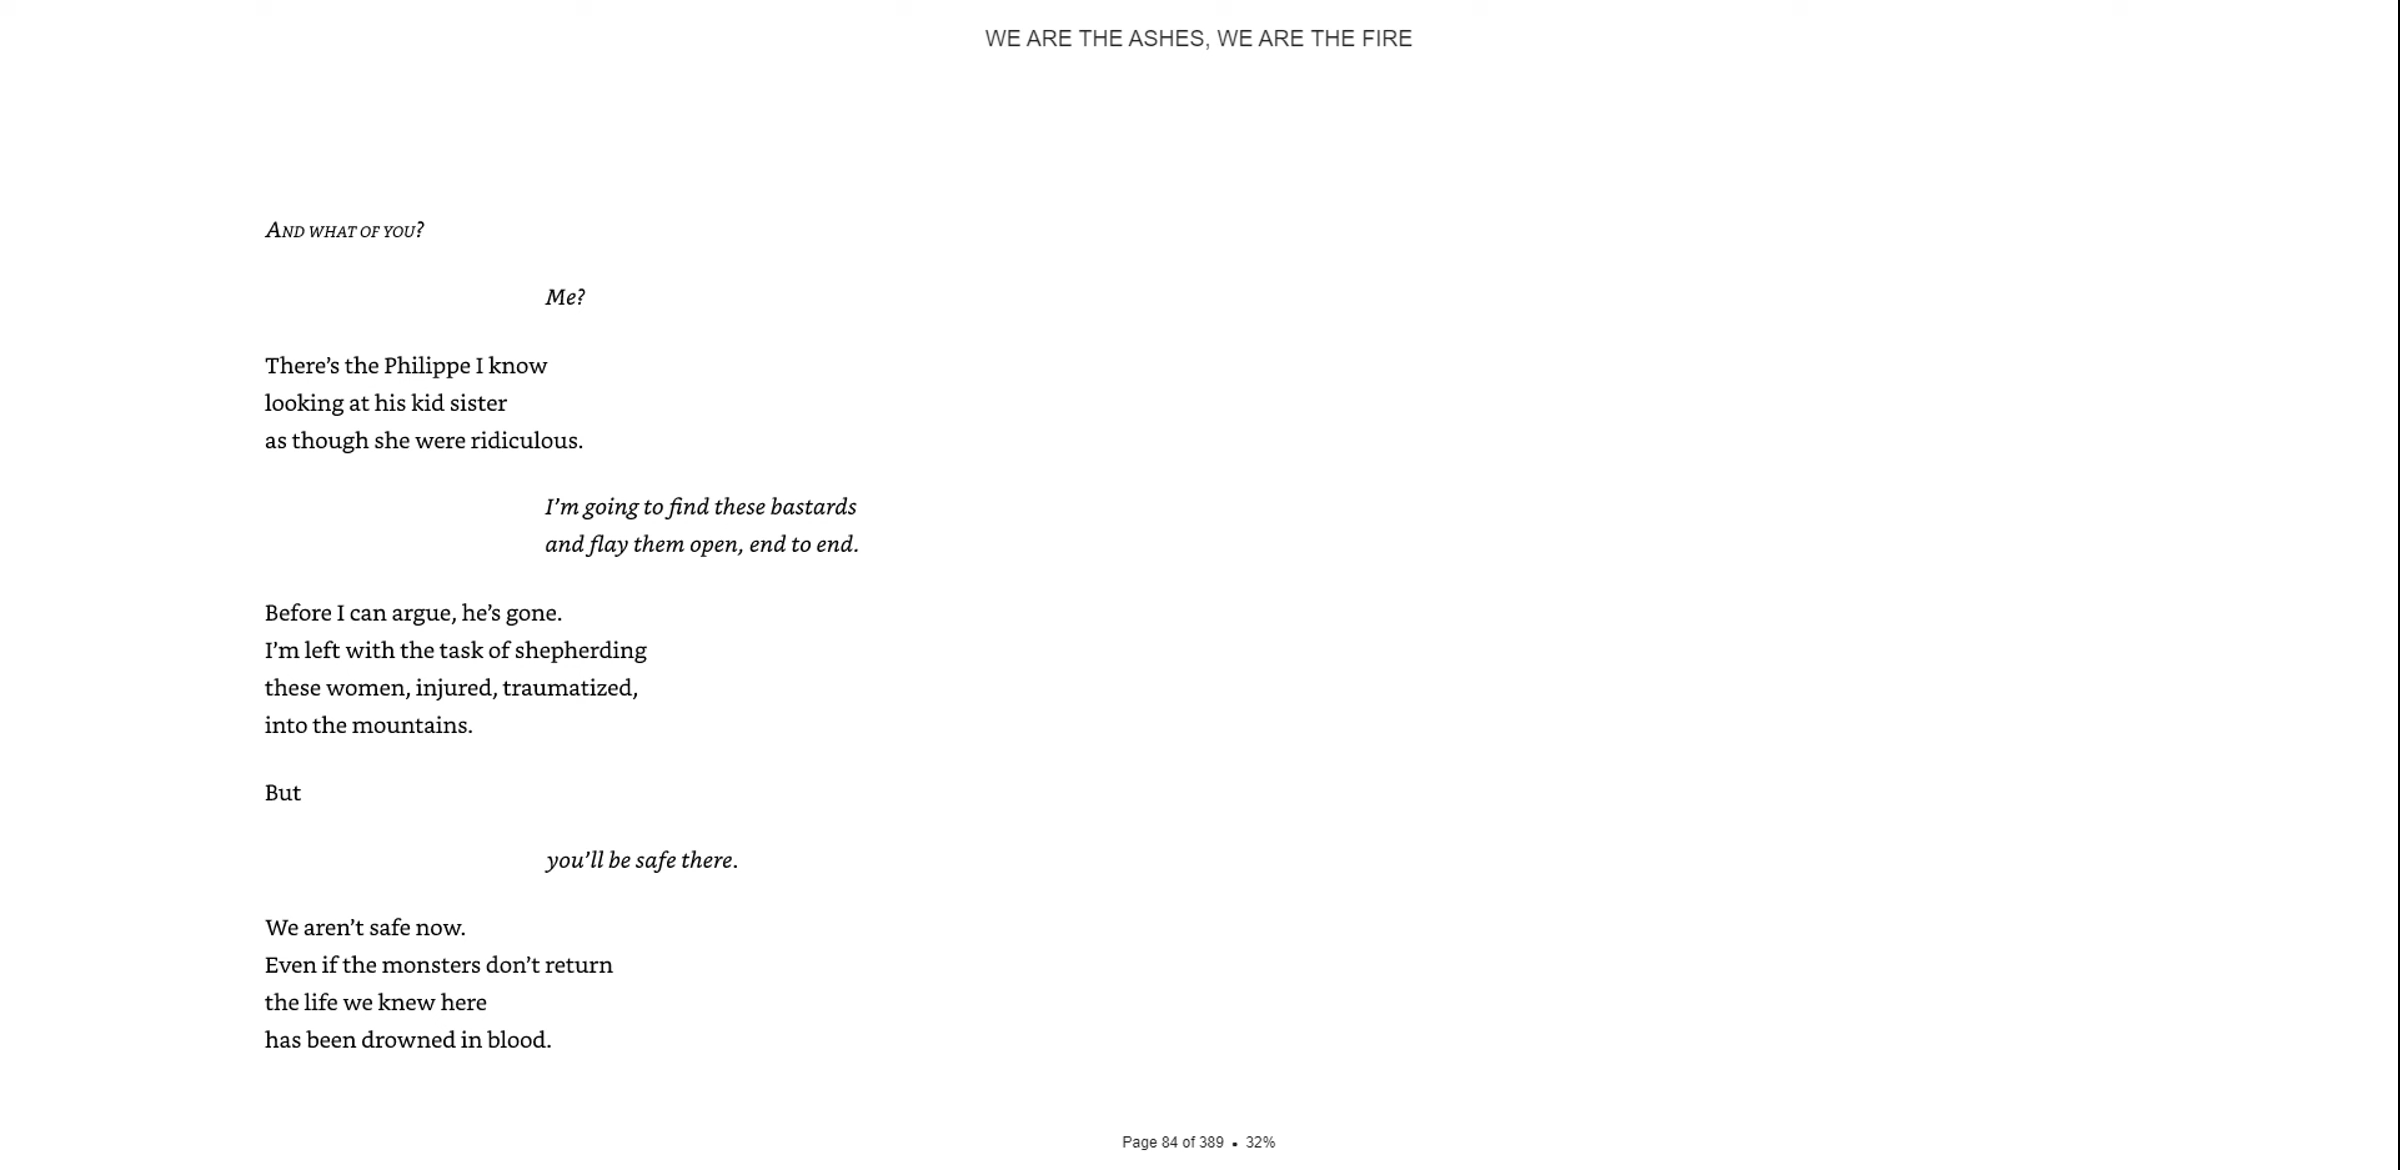 WE ARE THE ASHES, WE ARE THE FIRE
AND WHAT OF YOU?
Me?
There’s the Philippe I know
looking at his kid sister
as though she were ridiculous.
I’m going to find these bastards
and flay them open, end to end.
Before I can argue, he’s gone.
I’m left with the task of shepherding
these women, injured, traumatized,
into the mountains.
But
you’ll be safe there.
We aren’t safe now.
Even if the monsters don’t return
the life we knew here
has been drowned in blood.
Page 84 of 389 • 32%